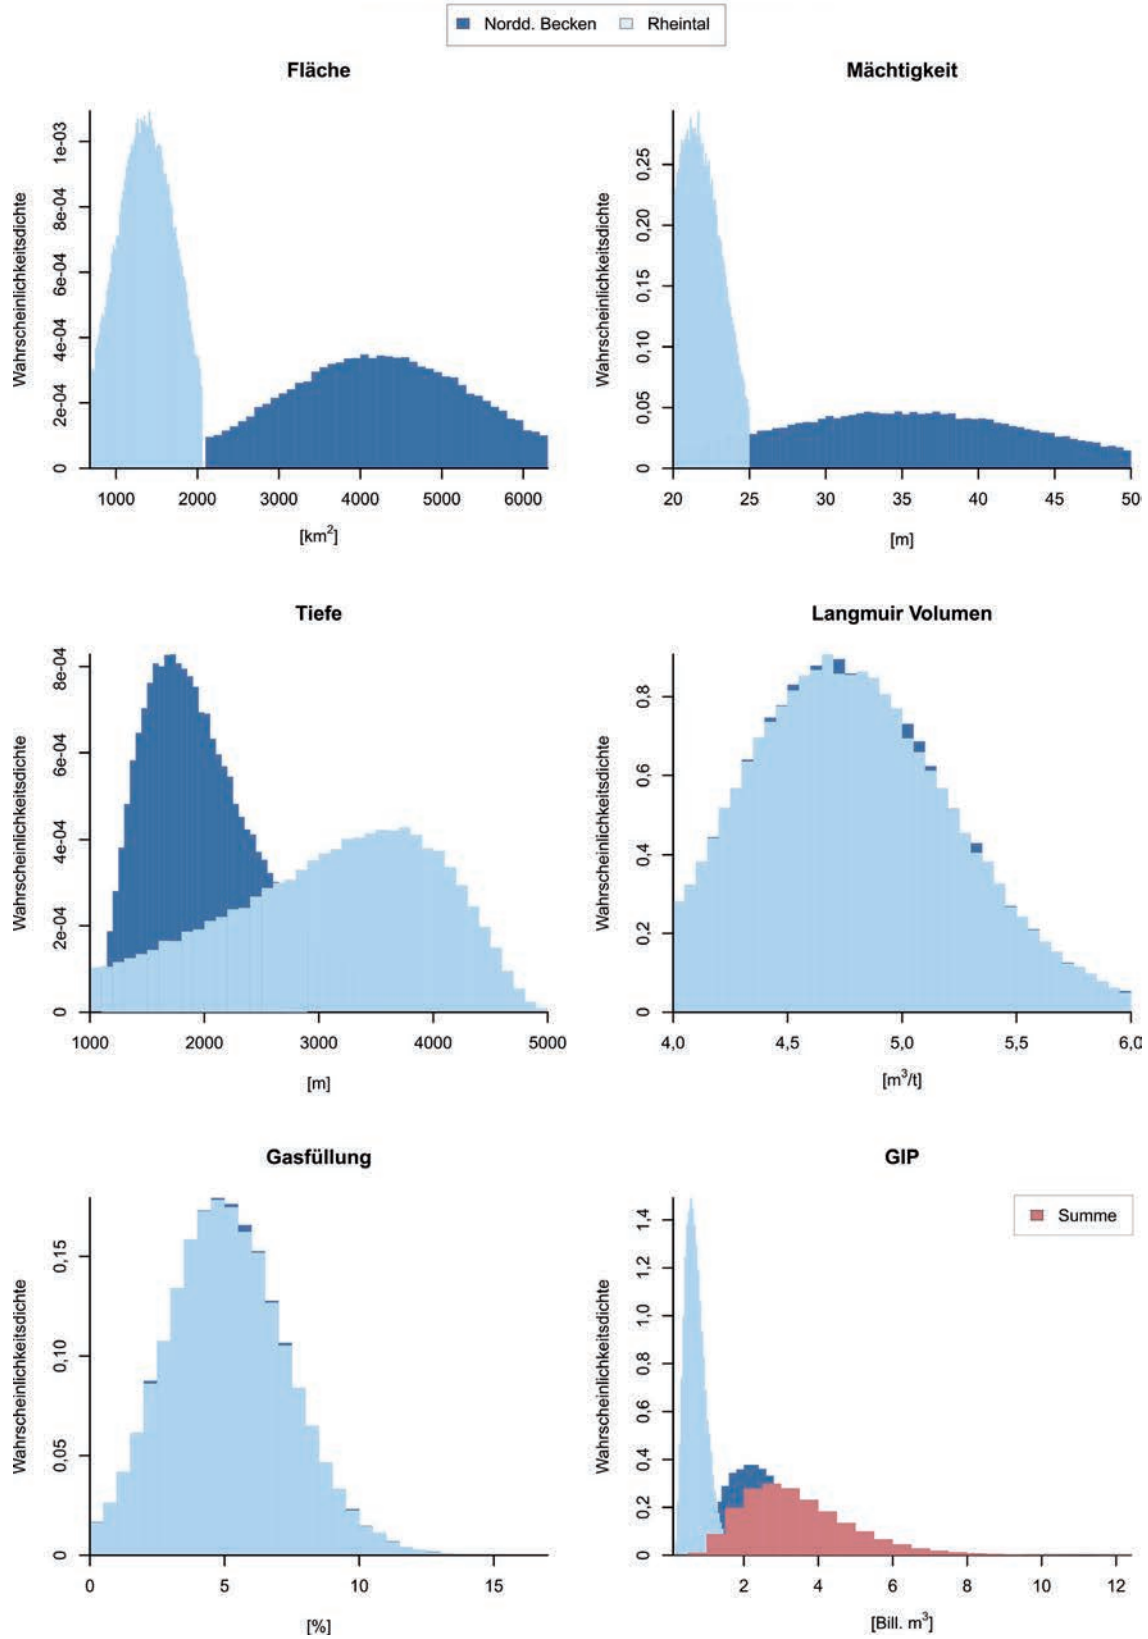 Nordd. Becken Rheintal
Fläche
Wahrscheinlichkeitsdichte
0 2e-04 4e-04 6e-04 8e-04 1e-03
1000 2000 3000 4000 5000 6000
[km²]
Mächtigkeit
Wahrscheinlichkeitsdichte
0 0,05 0,10 0,15 0,20 0,25
20 25 30 35 40 45 50
[m]
Tiefe
Wahrscheinlichkeitsdichte
0 2e-04 4e-04 6e-04 8e-04
1000 2000 3000 4000 5000
[m]
Langmuir Volumen
Wahrscheinlichkeitsdichte
0 0,2 0,4 0,6 0,8
4,0 4,5 5,0 5,5 6,0
[m³/t]
Gasfüllung
Wahrscheinlichkeitsdichte
0 0,05 0,10 0,15
0 5 10 15
[%]
GIP
Summe
Wahrscheinlichkeitsdichte
0 0,2 0,4 0,6 0,8 1,0 1,2 1,4
2 4 6 8 10 12
[Bill. m³]